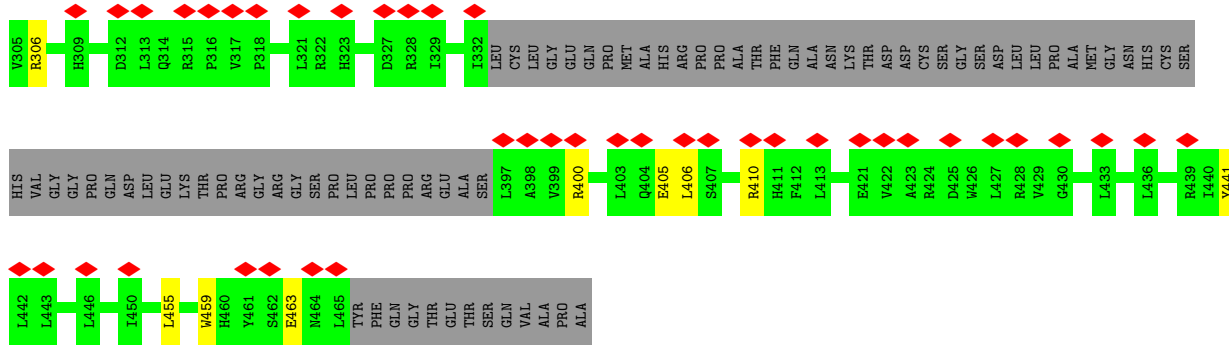 V305 R306 H309 D312 L313 Q314 R315 P316 V317 P318 L321 R322 H323 D327 R328 I329 I332 LEU CYS LEU GLY GLU GLN PRO MET ALA HIS ARG PRO PRO ALA THR PHE GLN ALA ASN LYS THR ASP ASP CYS SER GLY SER ASP LEU LEU PRO ALA MET GLY ASN HIS CYS SER
HIS VAL GLY GLY PRO GLN ASP LEU GLU LYS THR PRO ARG GLY ARG GLY SER PRO LEU PRO PRO PRO ARG GLU ALA SER L397 A398 V399 R400 L403 Q404 E405 L406 S407 R410 H411 F412 L413 E421 V422 A423 R424 D425 W426 L427 R428 V429 G430 L433 L436 R439 I440 Y441
L442 L443 L446 I450 L455 W459 H460 Y461 S462 E463 N464 L465 TYR PHE GLN GLY THR GLU THR SER GLN VAL ALA PRO ALA